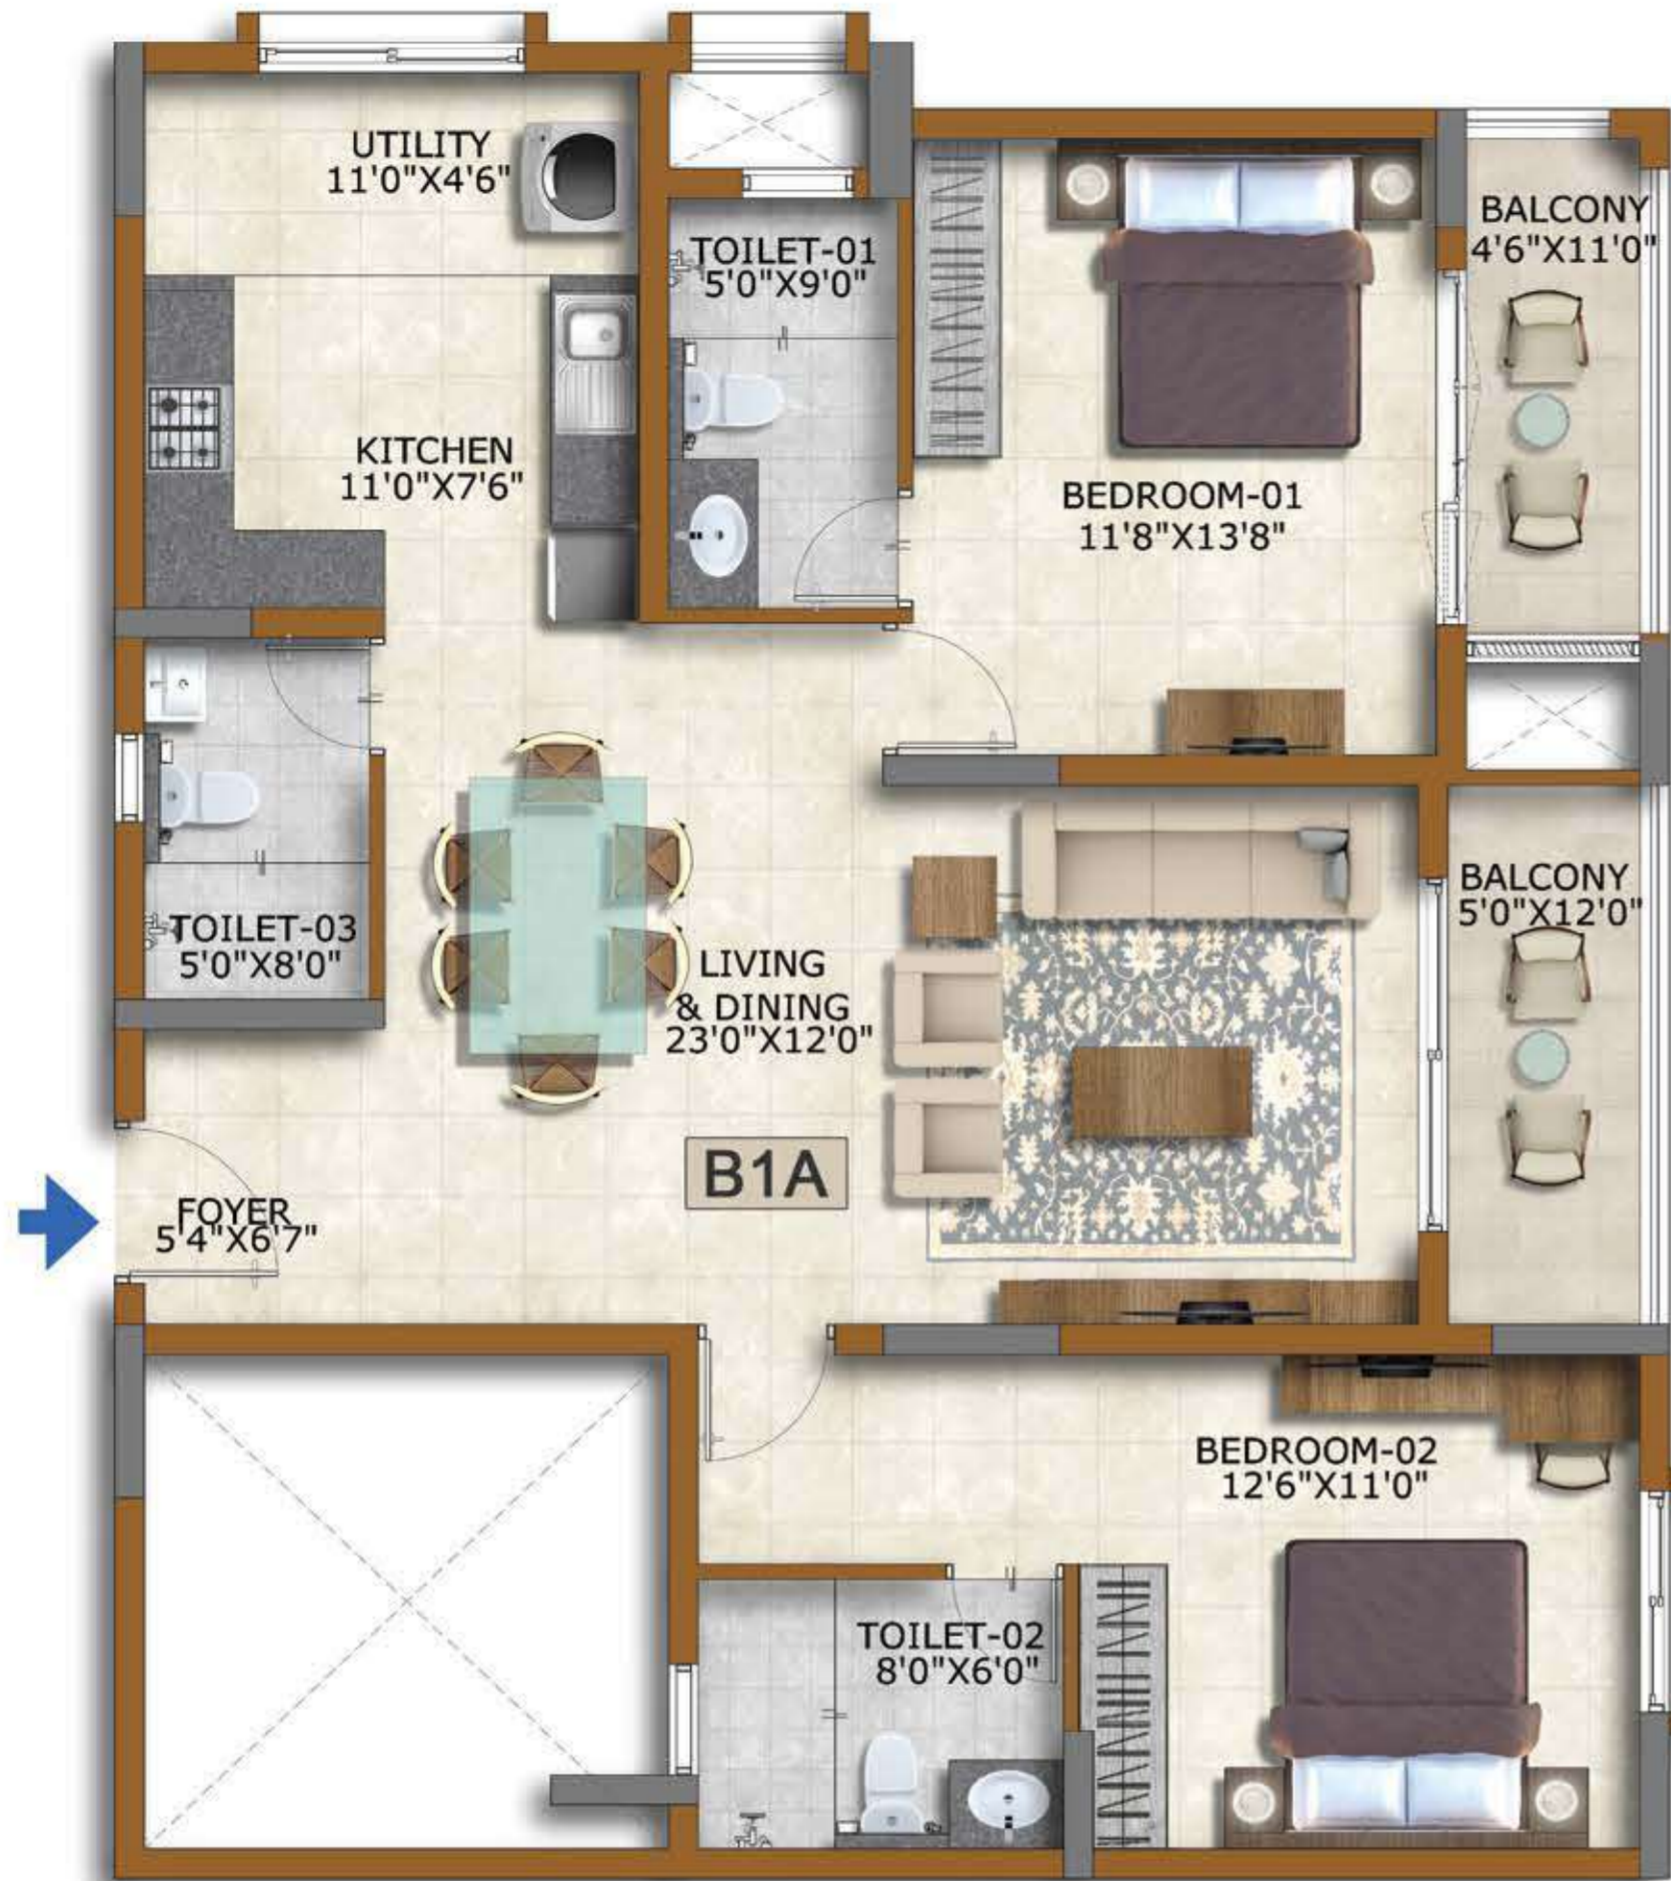 UTILITY
11'0"X4'6"
TOILET-01
5'0"X9'0"
BALCONY
4'6"X11'0"
KITCHEN
11'0"X7'6"
BEDROOM-01
11'8"X13'8"
TOILET-03
5'0"X8'0"
LIVING
& DINING
23'0"X12'0"
BALCONY
5'0"X12'0"
B1A
FOYER
5'4"X6'7"
BEDROOM-02
12'6"X11'0"
TOILET-02
8'0"X6'0"